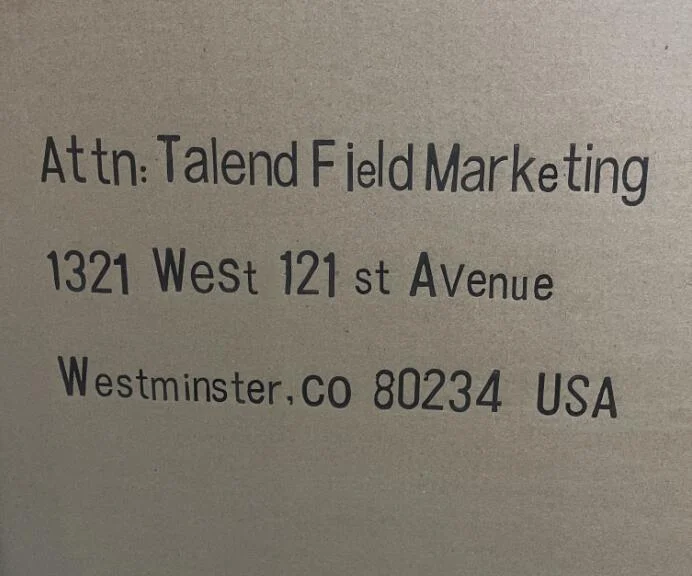 Attn: Talend Field Marketing
1321 West 121 st Avenue
Westminster, co 80234 USA